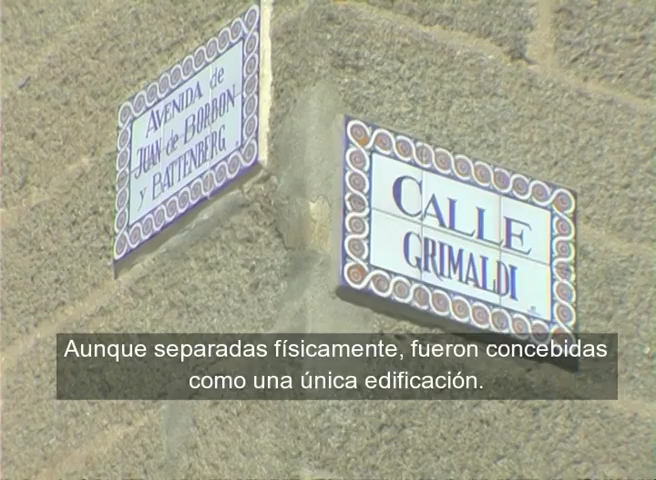 AVENIDA de
JUAN de BORBON
y BATTENBERG
CALLE
GRIMALDI
Aunque separadas físicamente, fueron concebidas
como una única edificación.